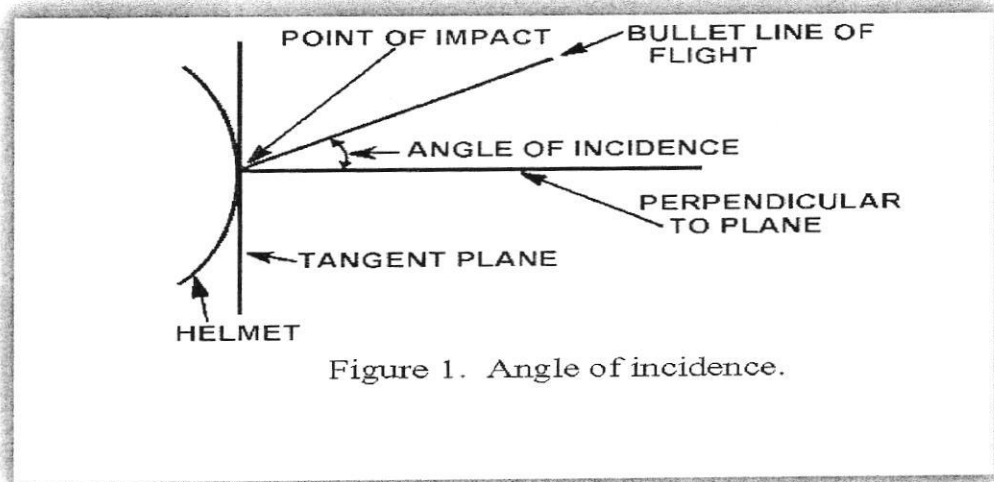 POINT OF IMPACT
BULLET LINE OF
FLIGHT
ANGLE OF INCIDENCE
PERPENDICULAR
TO PLANE
TANGENT PLANE
HELMET
Figure 1. Angle of incidence.